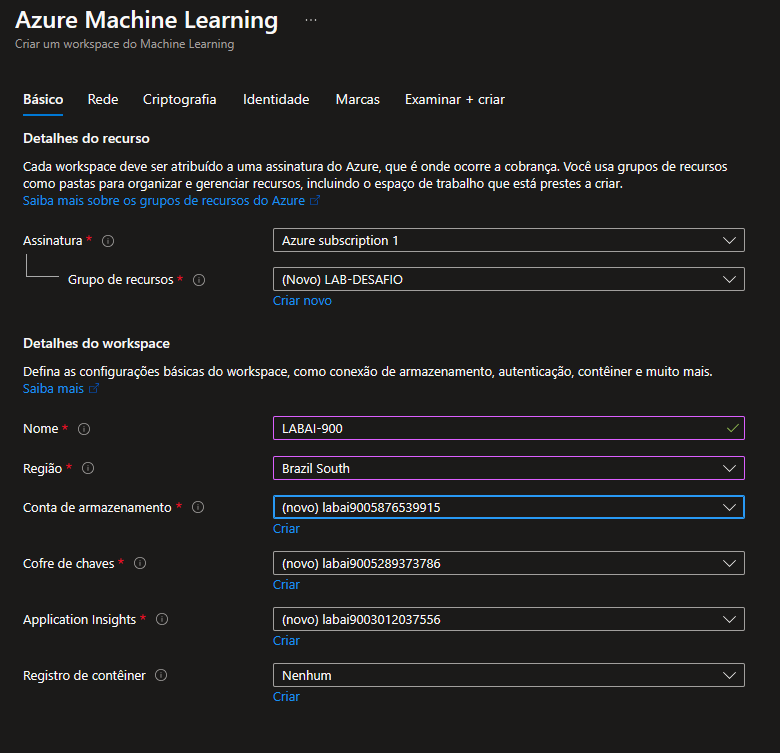 Azure Machine Learning ...
Criar um workspace do Machine Learning
Básico Rede Criptografia Identidade Marcas Examinar + criar
Detalhes do recurso
Cada workspace deve ser atribuído a uma assinatura do Azure, que é onde ocorre a cobrança. Você usa grupos de recursos
como pastas para organizar e gerenciar recursos, incluindo o espaço de trabalho que está prestes a criar.
Saiba mais sobre os grupos de recursos do Azure
Assinatura * Azure subscription 1
Grupo de recursos * (Novo) LAB-DESAFIO
Criar novo
Detalhes do workspace
Defina as configurações básicas do workspace, como conexão de armazenamento, autenticação, contêiner e muito mais.
Saiba mais
Nome * LABAI-900
Região * Brazil South
Conta de armazenamento * (novo) labai9005876539915
Criar
Cofre de chaves * (novo) labai9005289373786
Criar
Application Insights * (novo) labai9003012037556
Criar
Registro de contêiner Nenhum
Criar